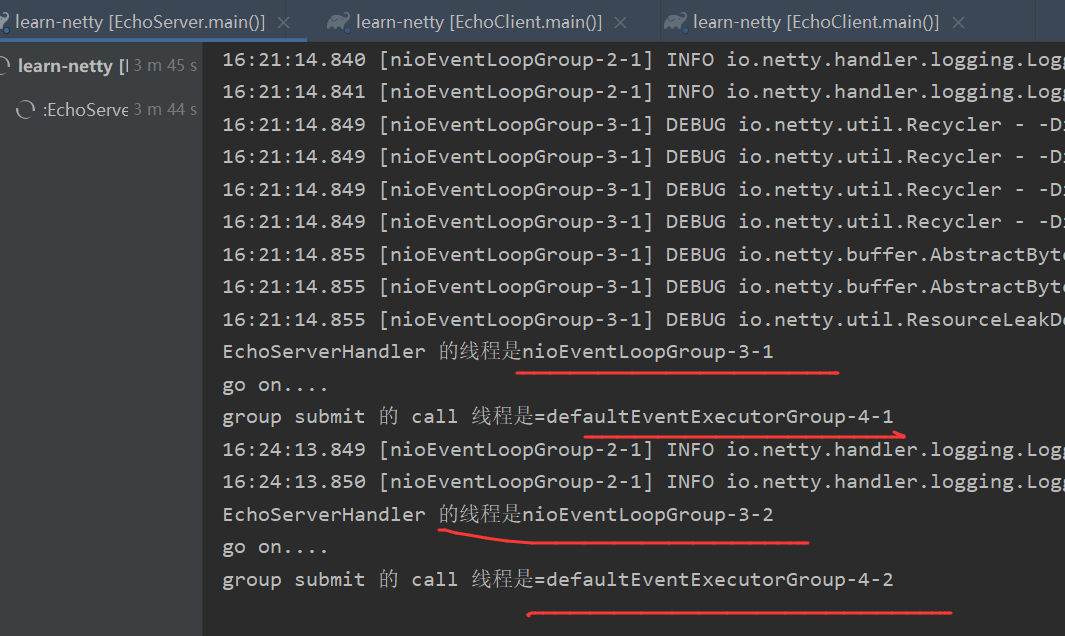 learn-netty [EchoServer.main()] × learn-netty [EchoClient.main()] × learn-netty [EchoClient.main()] ×
learn-netty [ 3 m 45 s
:EchoServe 3 m 44 s
16:21:14.840 [nioEventLoopGroup-2-1] INFO io.netty.handler.logging.Logg
16:21:14.841 [nioEventLoopGroup-2-1] INFO io.netty.handler.logging.Logg
16:21:14.849 [nioEventLoopGroup-3-1] DEBUG io.netty.util.Recycler - -Di
16:21:14.849 [nioEventLoopGroup-3-1] DEBUG io.netty.util.Recycler - -Di
16:21:14.849 [nioEventLoopGroup-3-1] DEBUG io.netty.util.Recycler - -Di
16:21:14.849 [nioEventLoopGroup-3-1] DEBUG io.netty.util.Recycler - -Di
16:21:14.855 [nioEventLoopGroup-3-1] DEBUG io.netty.buffer.AbstractByte
16:21:14.855 [nioEventLoopGroup-3-1] DEBUG io.netty.buffer.AbstractByte
16:21:14.855 [nioEventLoopGroup-3-1] DEBUG io.netty.util.ResourceLeakDe
EchoServerHandler 的线程是nioEventLoopGroup-3-1
go on....
group submit 的 call 线程是=defaultEventExecutorGroup-4-1
16:24:13.849 [nioEventLoopGroup-2-1] INFO io.netty.handler.logging.Logg
16:24:13.850 [nioEventLoopGroup-2-1] INFO io.netty.handler.logging.Logg
EchoServerHandler 的线程是nioEventLoopGroup-3-2
go on....
group submit 的 call 线程是=defaultEventExecutorGroup-4-2